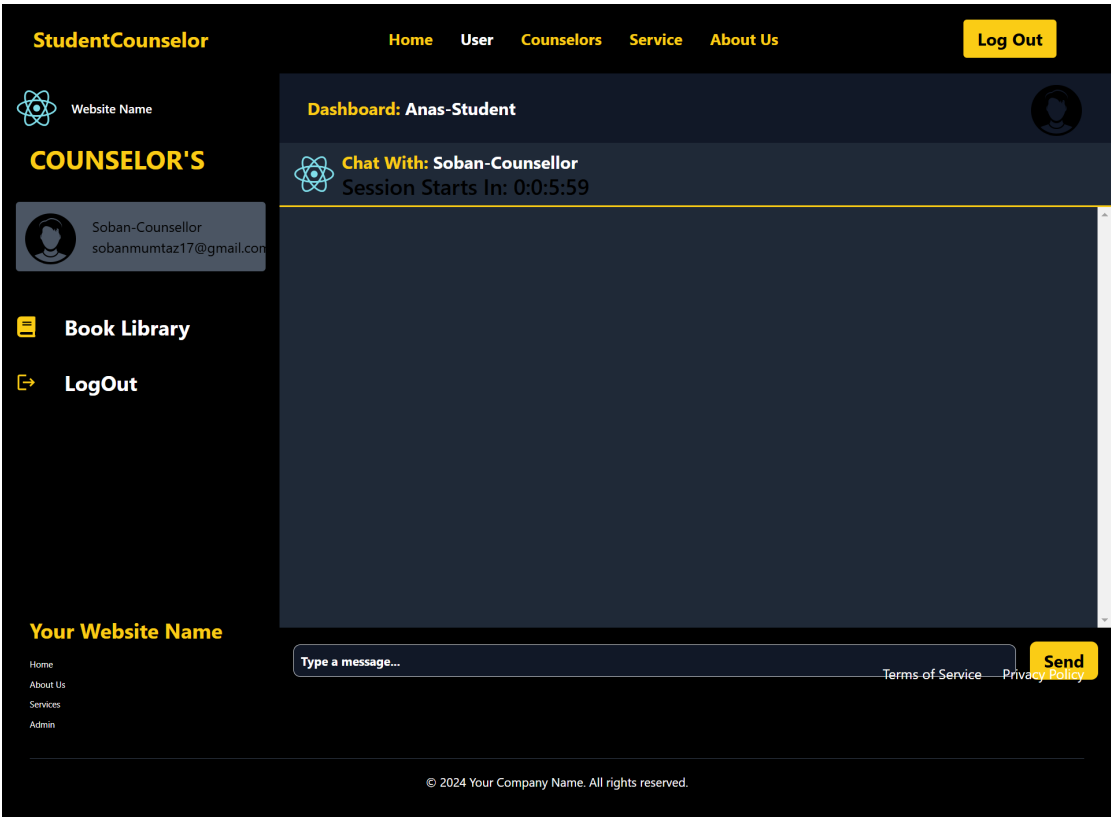 StudentCounselor
Home User Counselors Service About Us
Log Out
Website Name
COUNSELOR'S
Soban-Counsellor
sobanmumtaz17@gmail.com
Book Library
LogOut
Dashboard: Anas-Student
Chat With: Soban-Counsellor
Session Starts In: 0:0:5:59
Type a message...
Send
Terms of Service Privacy Policy
Your Website Name
Home
About Us
Services
Admin
© 2024 Your Company Name. All rights reserved.